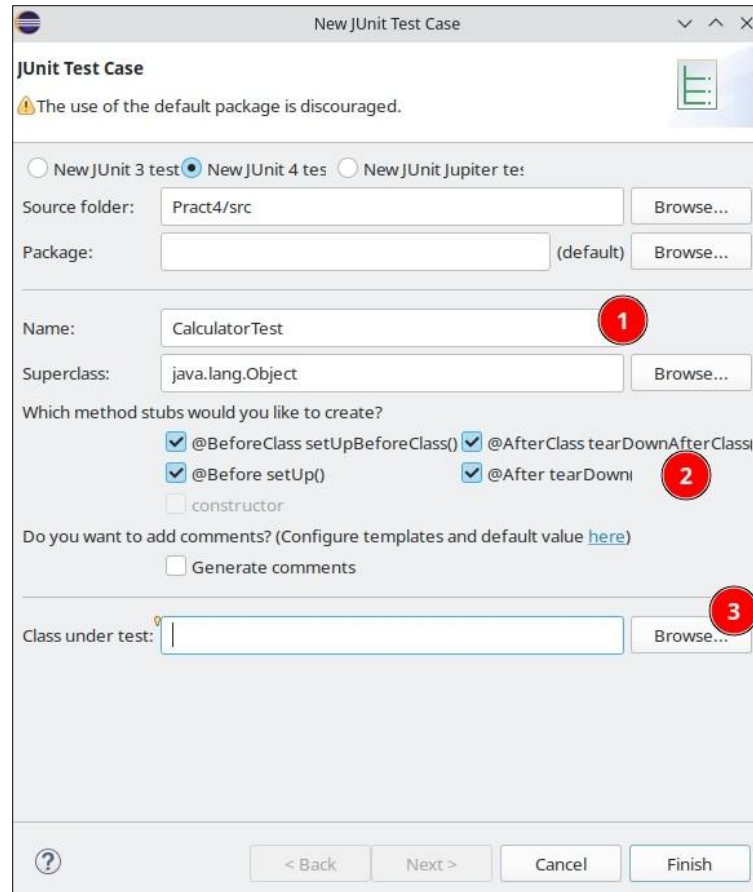 New JUnit Test Case
JUnit Test Case
The use of the default package is discouraged.
New JUnit 3 test New JUnit 4 tes New JUnit Jupiter tes
Source folder: Pract4/src Browse...
Package: (default) Browse...
Name: CalculatorTest 1
Superclass: java.lang.Object Browse...
Which method stubs would you like to create?
@BeforeClass setUpBeforeClass() @AfterClass tearDownAfterClass(
@Before setUp() @After tearDown( 2
constructor
Do you want to add comments? (Configure templates and default value here)
Generate comments
3
Class under test: Browse...
? < Back Next > Cancel Finish